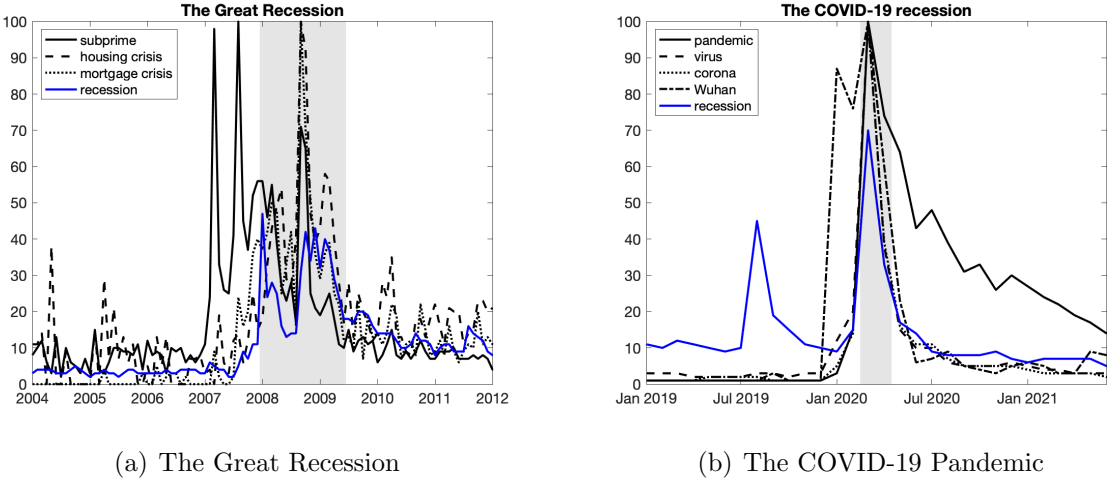 The Great Recession
100
90
80
70
60
50
40
30
20
10
0
subprime
housing crisis
mortgage crisis
recession
2004 2005 2006 2007 2008 2009 2010 2011 2012
(a) The Great Recession
The COVID-19 recession
100
90
80
70
60
50
40
30
20
10
0
pandemic
virus
corona
Wuhan
recession
Jan 2019 Jul 2019 Jan 2020 Jul 2020 Jan 2021
(b) The COVID-19 Pandemic